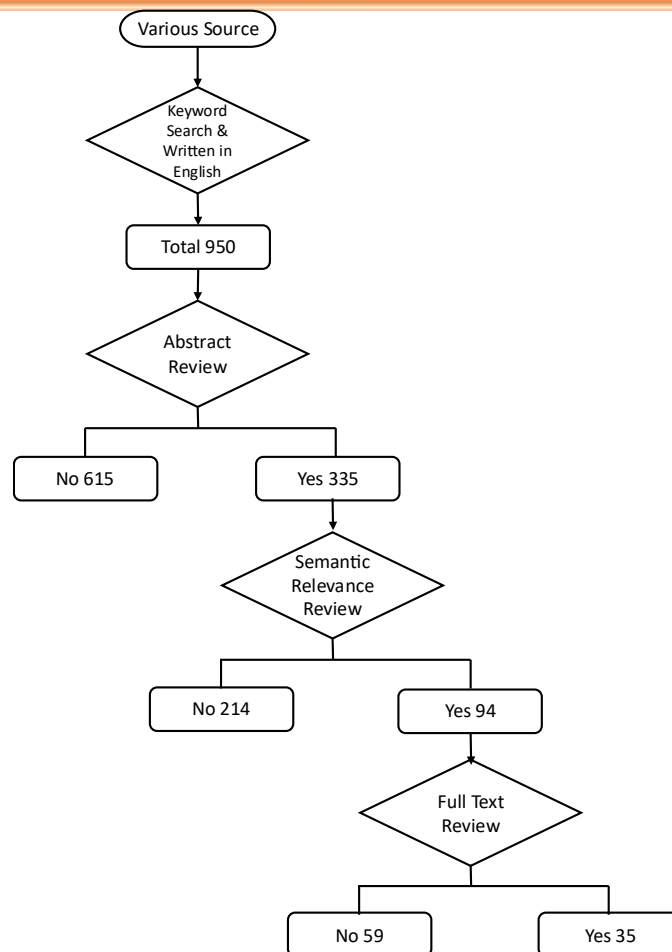 Various Source
Keyword
Search &
Written in
English
Total 950
Abstract
Review
No 615
Yes 335
Semantic
Relevance
Review
No 214
Yes 94
Full Text
Review
No 59
Yes 35